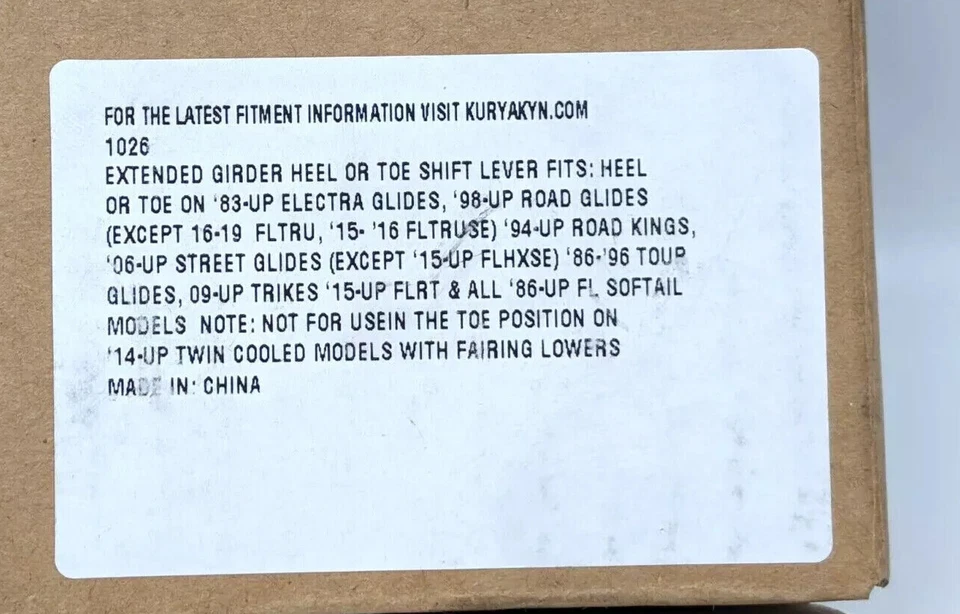 FOR THE LATEST FITMENT INFORMATION VISIT KURYAKYN.COM
1026
EXTENDED GIRDER HEEL OR TOE SHIFT LEVER FITS: HEEL
OR TOE ON ‘83-UP ELECTRA GLIDES, ‘98-UP ROAD GLIDES
(EXCEPT 16-19 FLTRU, ‘15- ’16 FLTRUSE) ‘94-UP ROAD KINGS,
‘06-UP STREET GLIDES (EXCEPT ‘15-UP FLHXSE) ‘86-’96 TOUR
GLIDES, 09-UP TRIKES ‘15-UP FLRT & ALL ‘86-UP FL SOFTAIL
MODELS NOTE: NOT FOR USEIN THE TOE POSITION ON
‘14-UP TWIN COOLED MODELS WITH FAIRING LOWERS
MADE IN: CHINA